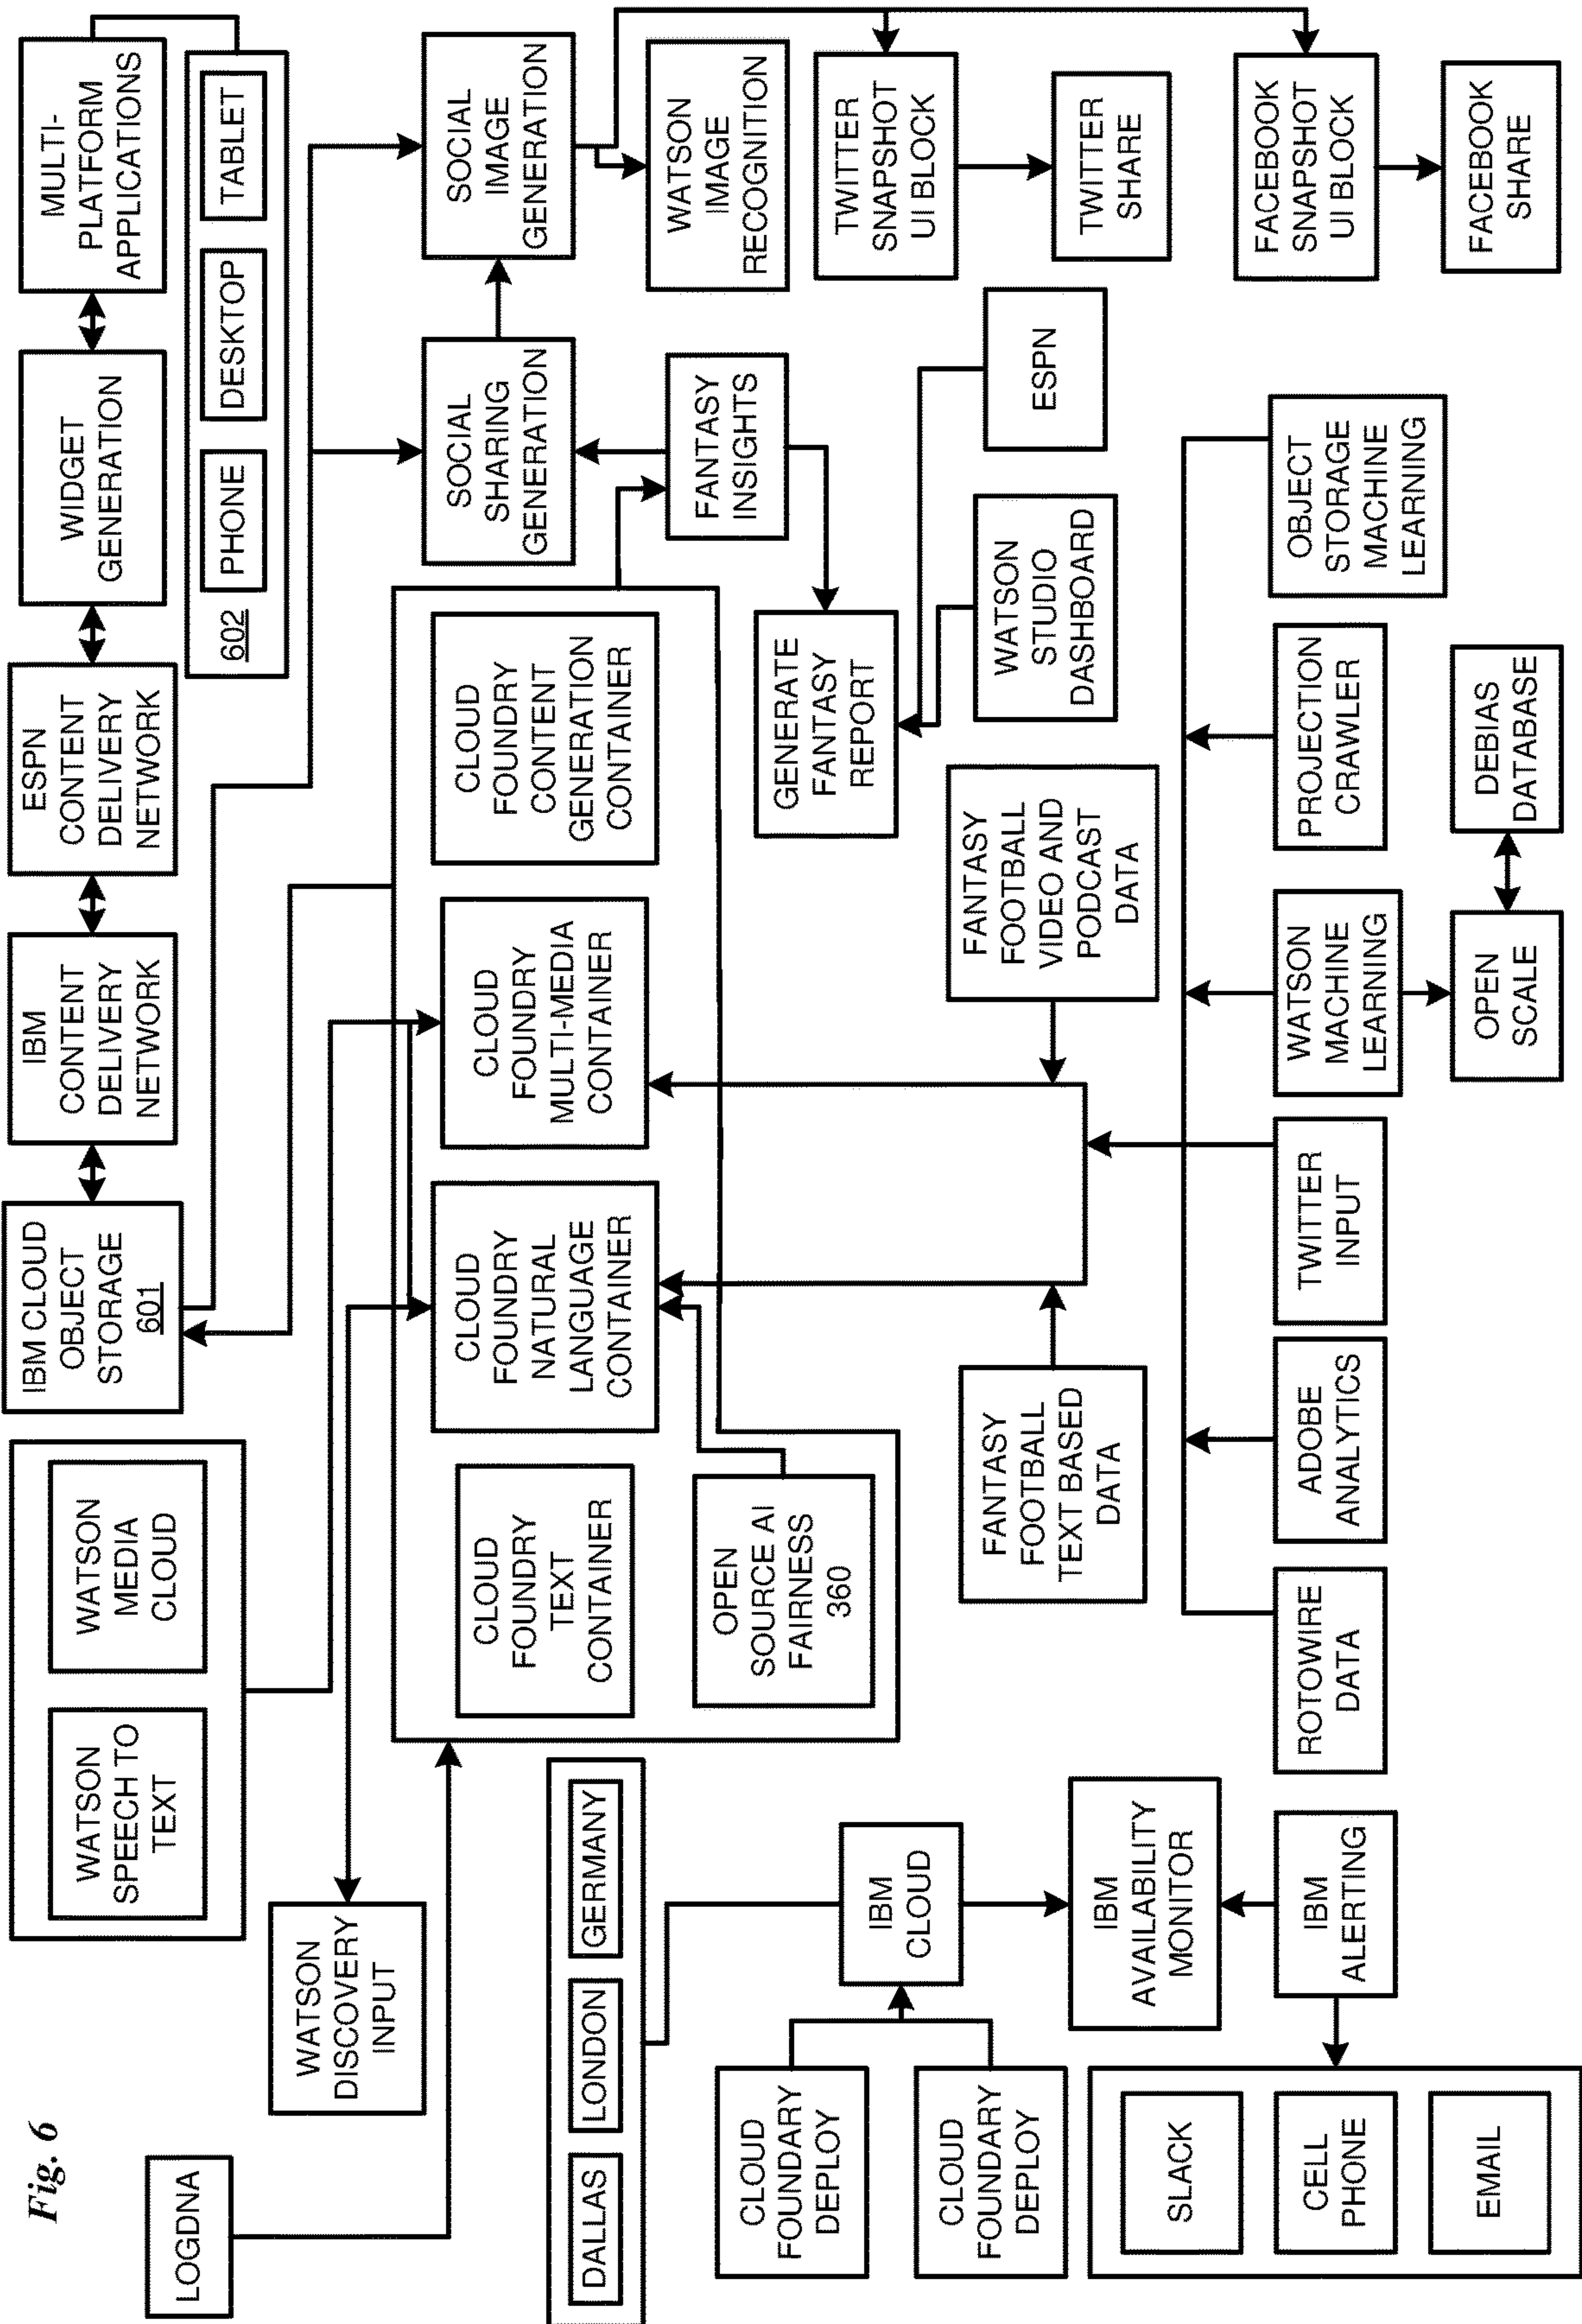 Fig. 6
LOGDNA
WATSON
SPEECH TO
TEXT
WATSON
MEDIA
CLOUD
IBM CLOUD
OBJECT
STORAGE
601
IBM
CONTENT
DELIVERY
NETWORK
ESPN
CONTENT
DELIVERY
NETWORK
WIDGET
GENERATION
MULTI-
PLATFORM
APPLICATIONS
602
PHONE
DESKTOP
TABLET
WATSON
DISCOVERY
INPUT
CLOUD
FOUNDRY
TEXT
CONTAINER
CLOUD
FOUNDRY
NATURAL
LANGUAGE
CONTAINER
CLOUD
FOUNDRY
MULTI-MEDIA
CONTAINER
CLOUD
FOUNDRY
CONTENT
GENERATION
CONTAINER
SOCIAL
SHARING
GENERATION
SOCIAL
IMAGE
GENERATION
DALLAS
LONDON
GERMANY
OPEN
SOURCE AI
FAIRNESS
360
FANTASY
INSIGHTS
WATSON
IMAGE
RECOGNITION
CLOUD
FOUNDARY
DEPLOY
IBM
CLOUD
GENERATE
FANTASY
REPORT
TWITTER
SNAPSHOT
UI BLOCK
CLOUD
FOUNDARY
DEPLOY
FANTASY
FOOTBALL
TEXT BASED
DATA
FANTASY
FOOTBALL
VIDEO AND
PODCAST
DATA
WATSON
STUDIO
DASHBOARD
ESPN
TWITTER
SHARE
IBM
AVAILABILITY
MONITOR
SLACK
CELL
PHONE
EMAIL
IBM
ALERTING
ROTOWIRE
DATA
ADOBE
ANALYTICS
TWITTER
INPUT
WATSON
MACHINE
LEARNING
PROJECTION
CRAWLER
OBJECT
STORAGE
MACHINE
LEARNING
FACEBOOK
SNAPSHOT
UI BLOCK
OPEN
SCALE
DEBIAS
DATABASE
FACEBOOK
SHARE